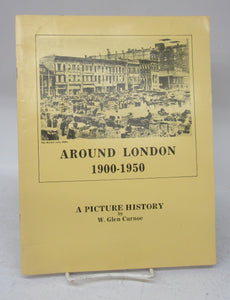 AROUND LONDON
1900-1950
A PICTURE HISTORY
by
W. Glen Curnoe